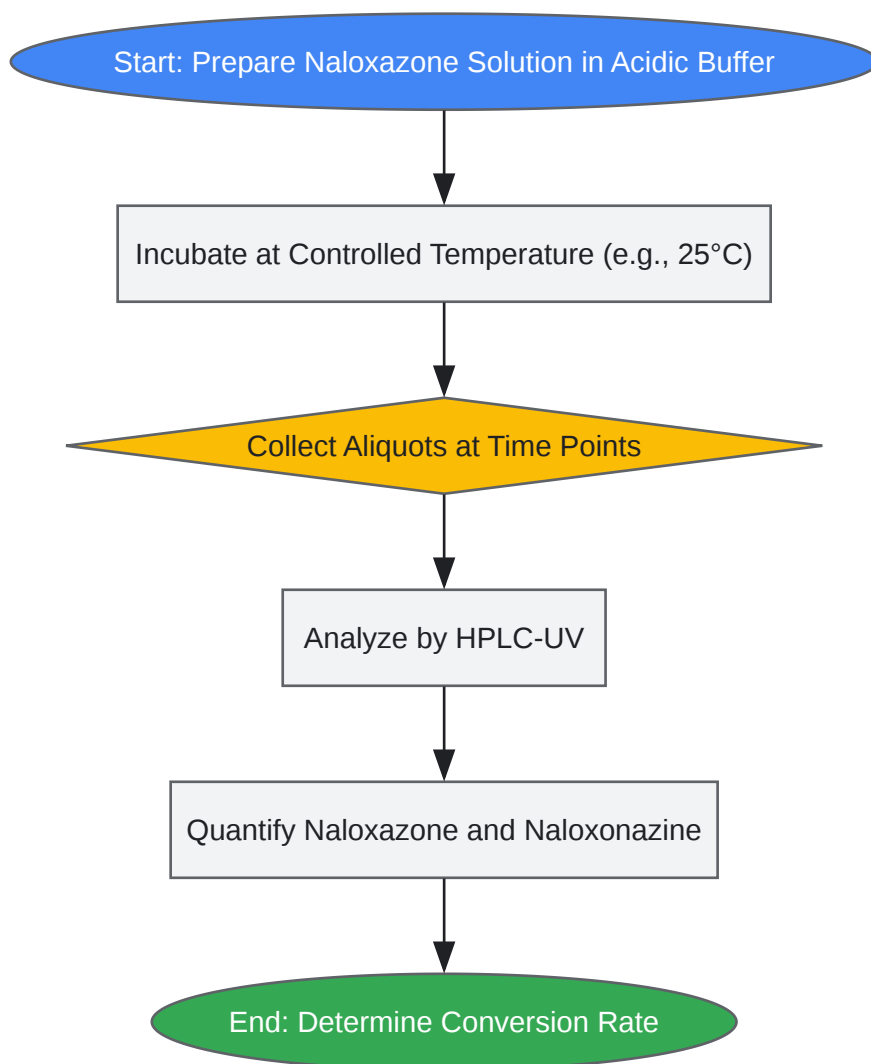 Start: Prepare Naloxazone Solution in Acidic Buffer
Incubate at Controlled Temperature (e.g., 25°C)
Collect Aliquots at Time Points
Analyze by HPLC-UV
Quantify Naloxazone and Naloxonazine
End: Determine Conversion Rate